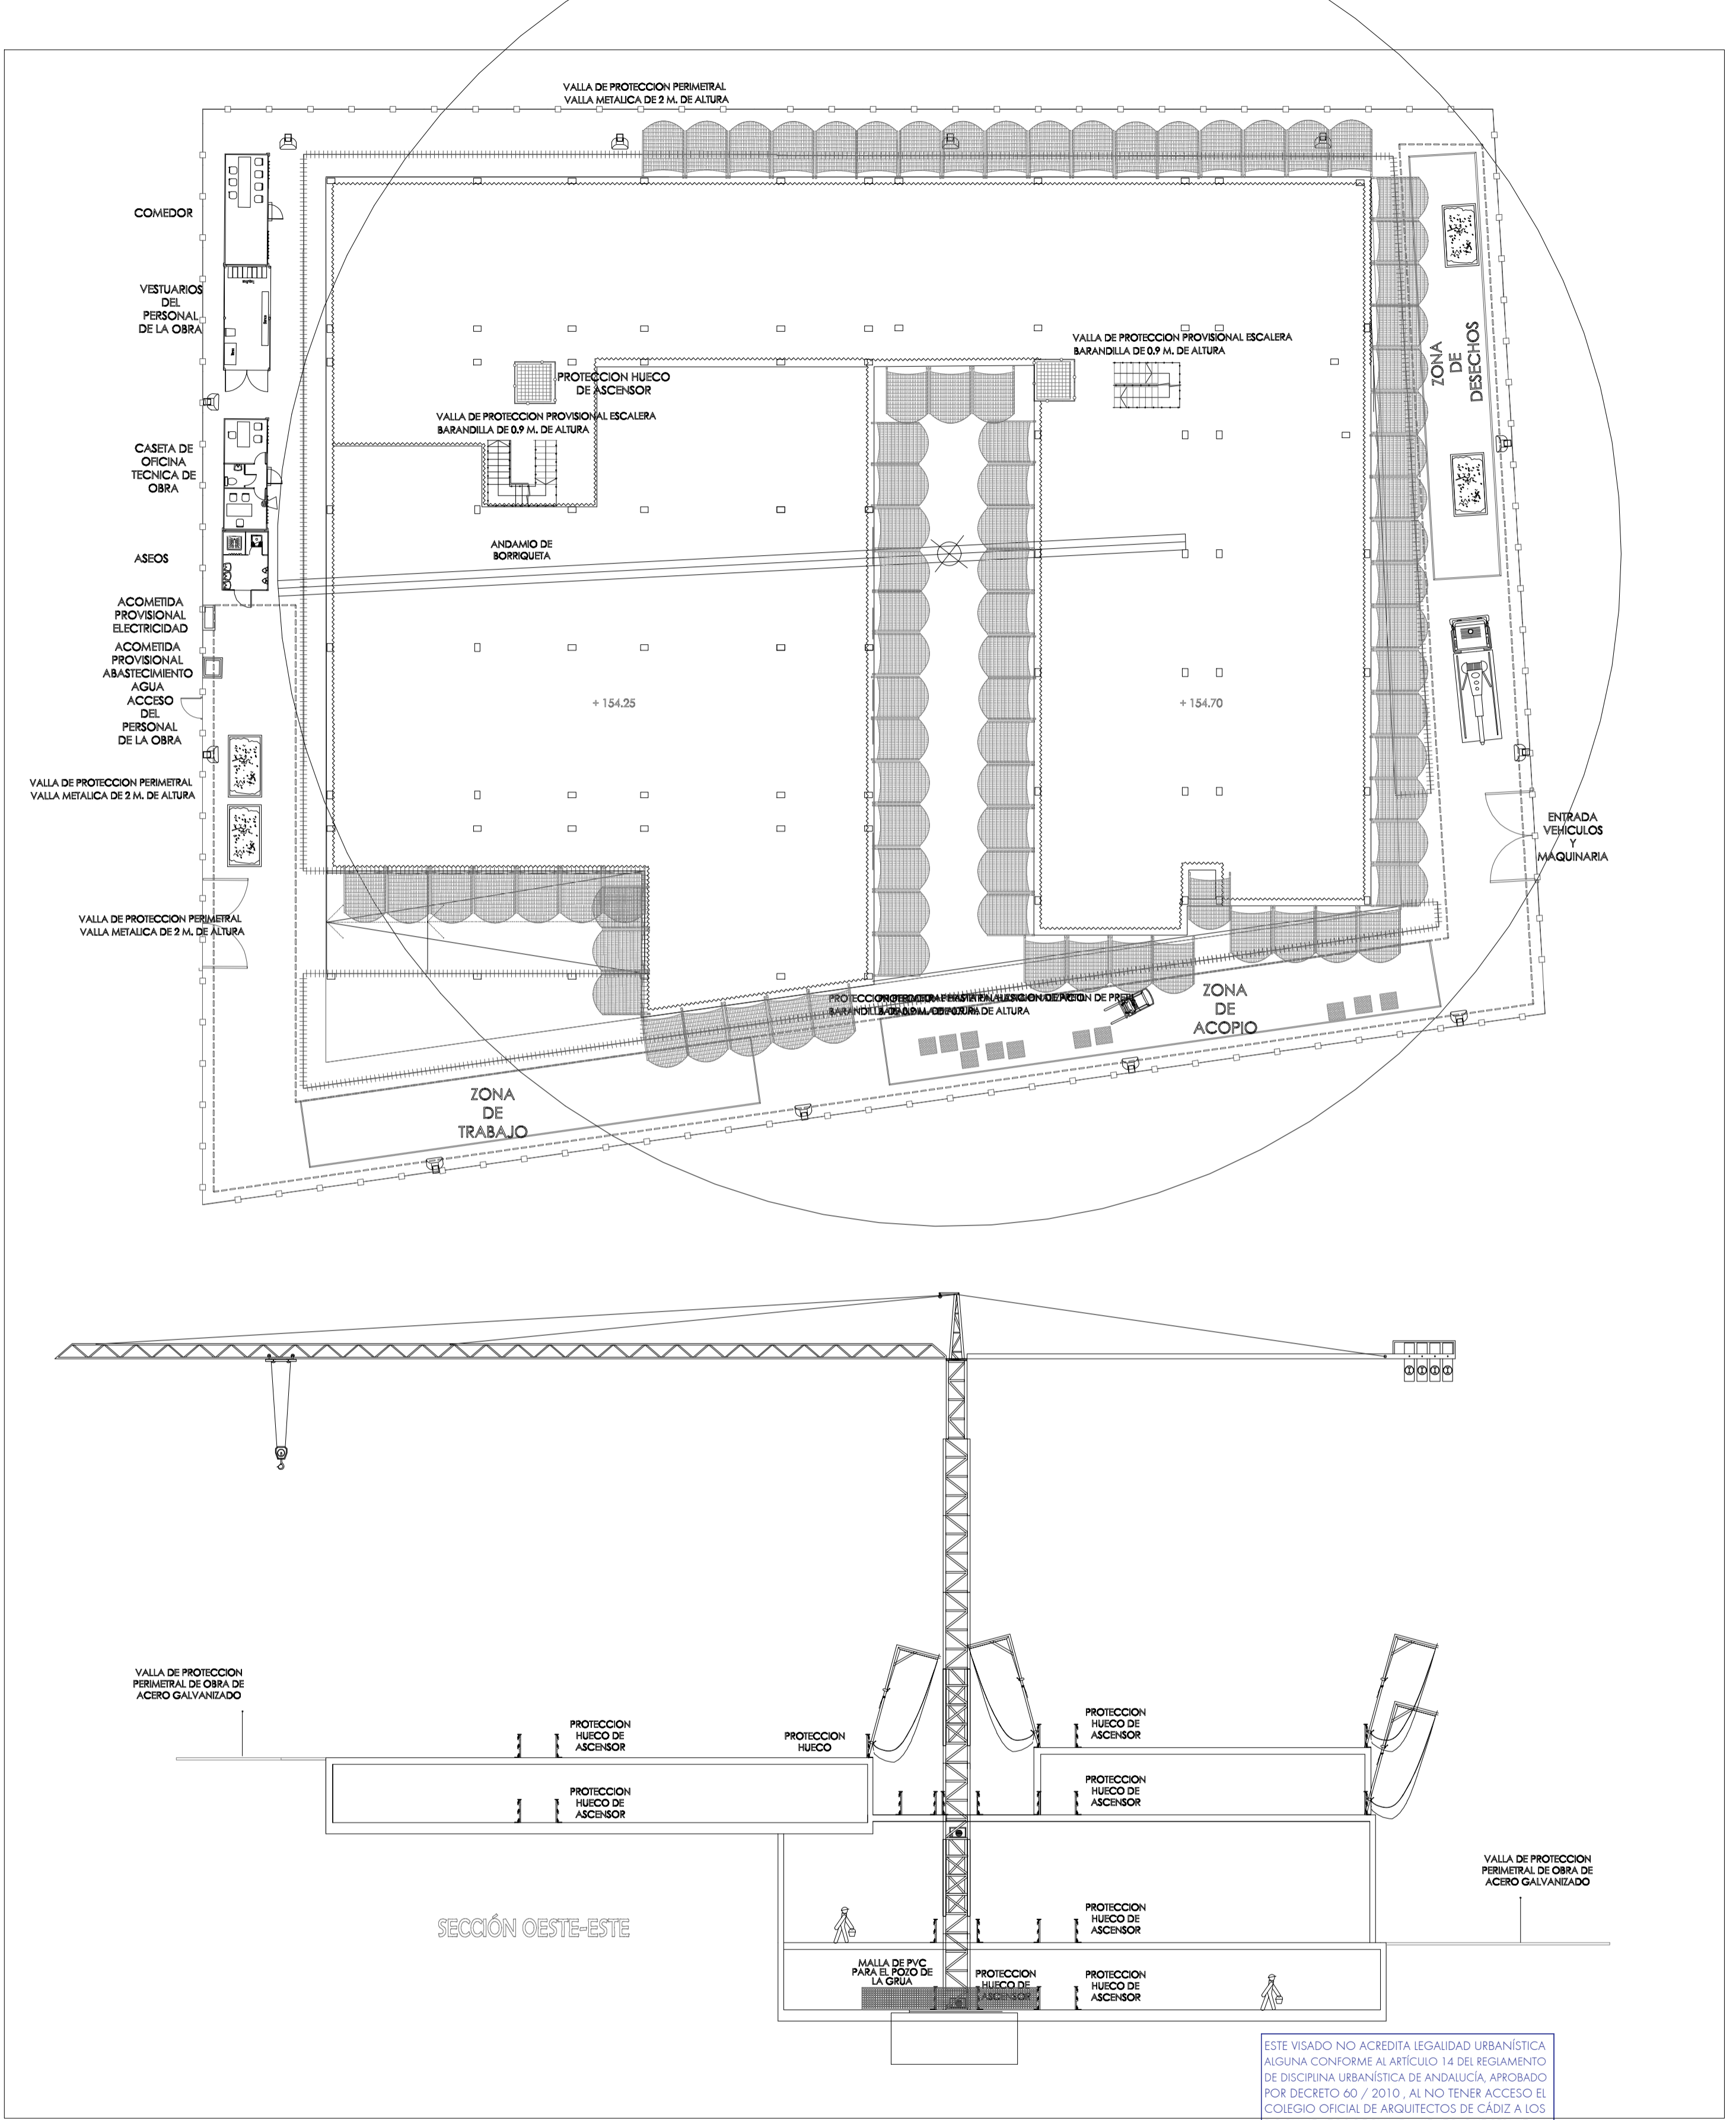 VALLA DE PROTECCION PERIMETRAL
VALLA METALICA DE 2 M. DE ALTURA
COMEDOR
VESTUARIOS
DEL
PERSONAL
DE LA OBRA
VALLA DE PROTECCION PROVISIONAL ESCALERA
BARANDILLA DE 0.9 M. DE ALTURA
ZONA
DE
DESECHOS
PROTECCION HUECO
DE ASCENSOR
VALLA DE PROTECCION PROVISIONAL ESCALERA
BARANDILLA DE 0.9 M. DE ALTURA
CASETA DE
OFICINA
TECNICA DE
OBRA
ANDAMIO DE
BORRIQUETA
ASEOS
ACOMETIDA
PROVISIONAL
ELECTRICIDAD
ACOMETIDA
PROVISIONAL
ABASTECIMIENTO
AGUA
ACCESO
DEL
PERSONAL
DE LA OBRA
+ 154.25
+ 154.70
VALLA DE PROTECCION PERIMETRAL
VALLA METALICA DE 2 M. DE ALTURA
ENTRADA
VEHICULOS
Y
MAQUINARIA
VALLA DE PROTECCION PERIMETRAL
VALLA METALICA DE 2 M. DE ALTURA
ZONA
DE
ACOPIO
ZONA
DE
TRABAJO
VALLA DE PROTECCION
PERIMETRAL DE OBRA DE
ACERO GALVANIZADO
PROTECCION
HUECO DE
ASCENSOR
PROTECCION
HUECO
PROTECCION
HUECO DE
ASCENSOR
PROTECCION
HUECO DE
ASCENSOR
PROTECCION
HUECO DE
ASCENSOR
VALLA DE PROTECCION
PERIMETRAL DE OBRA DE
ACERO GALVANIZADO
SECCIÓN OESTE-ESTE
PROTECCION
HUECO DE
ASCENSOR
MALLA DE PVC
PARA EL POZO DE
LA GRUA
PROTECCION
HUECO DE
ASCENSOR
PROTECCION
HUECO DE
ASCENSOR
ESTE VISADO NO ACREDITA LEGALIDAD URBANÍSTICA
ALGUNA CONFORME AL ARTÍCULO 14 DEL REGLAMENTO
DE DISCIPLINA URBANÍSTICA DE ANDALUCÍA, APROBADO
POR DECRETO 60 / 2010 , AL NO TENER ACCESO EL
COLEGIO OFICIAL DE ARQUITECTOS DE CÁDIZ A LOS